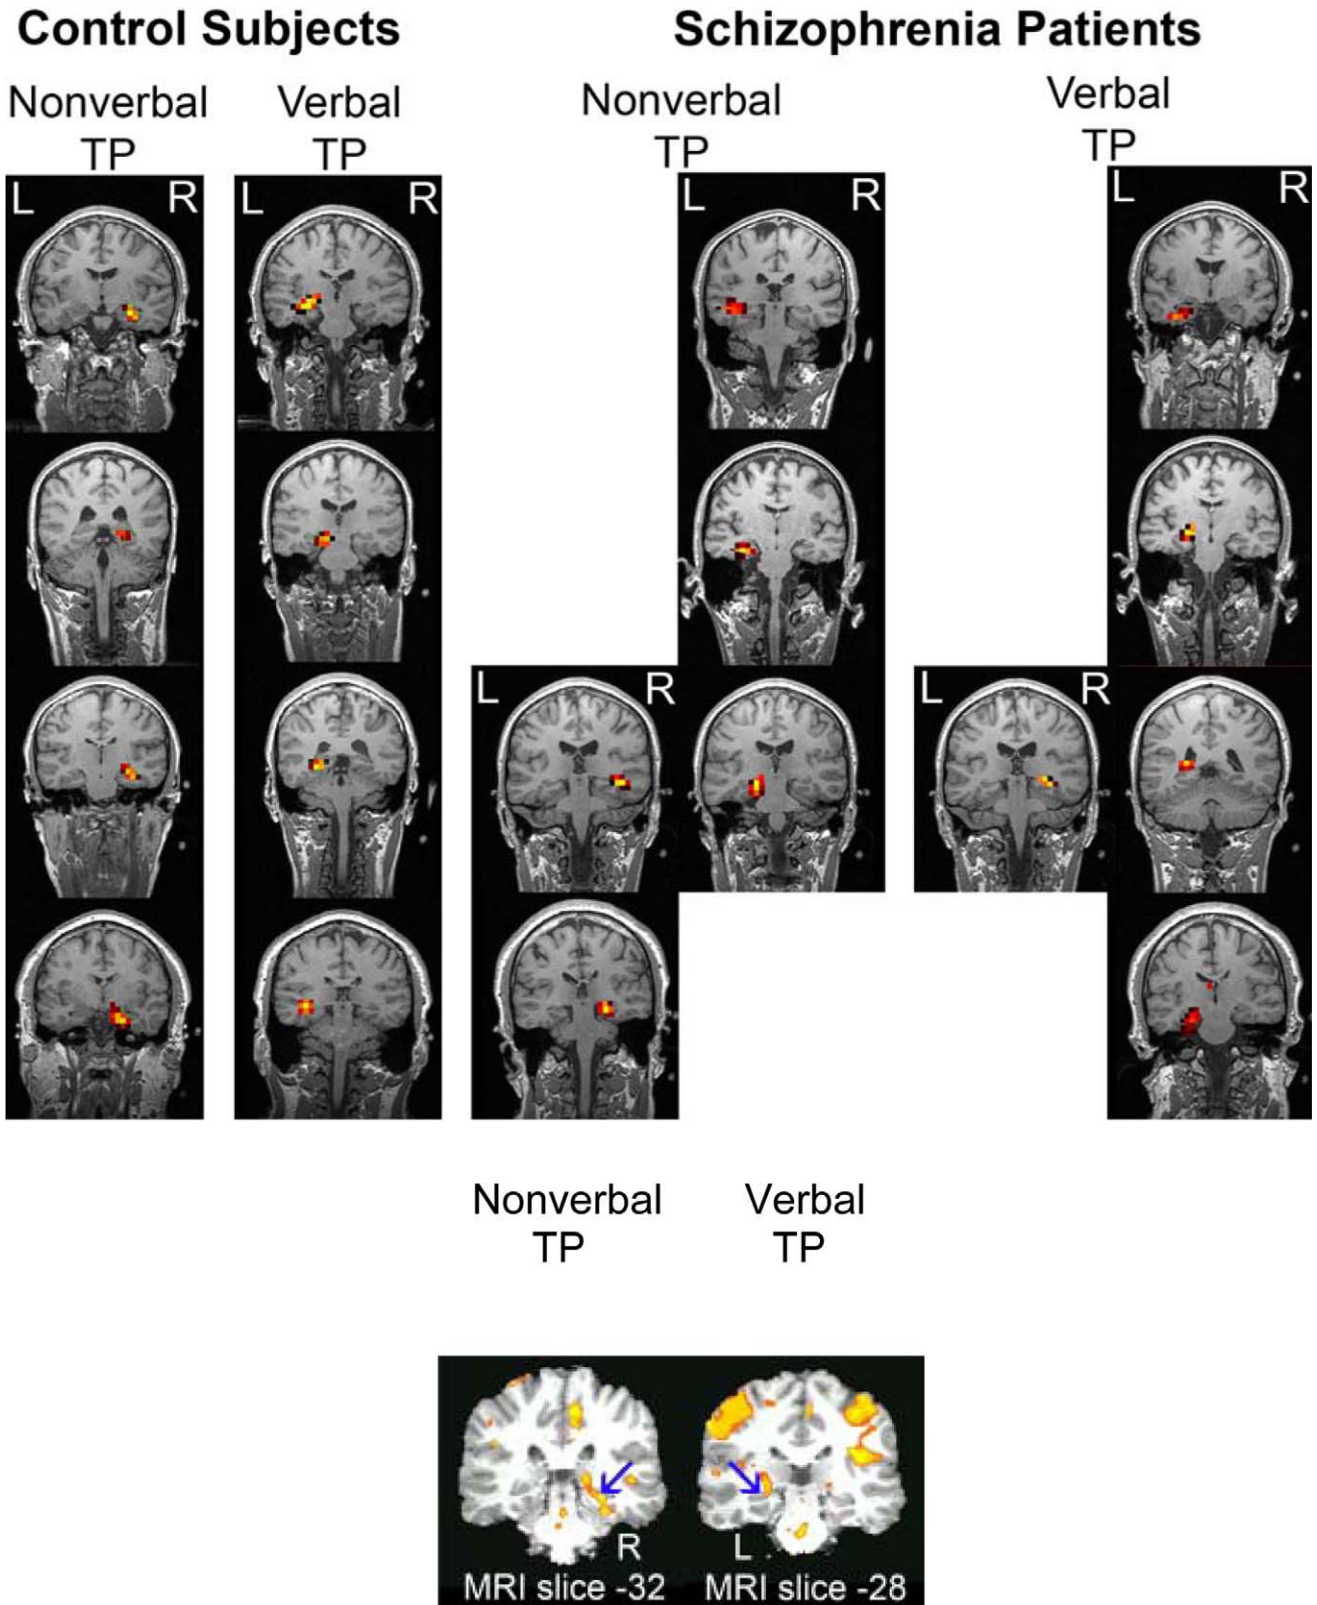 Control Subjects
Schizophrenia Patients
Nonverbal
TP
Verbal
TP
Nonverbal
TP
Verbal
TP
L R
L R
L R
L R
L R
L R
Nonverbal
TP
Verbal
TP
R
L
MRI slice -32
MRI slice -28